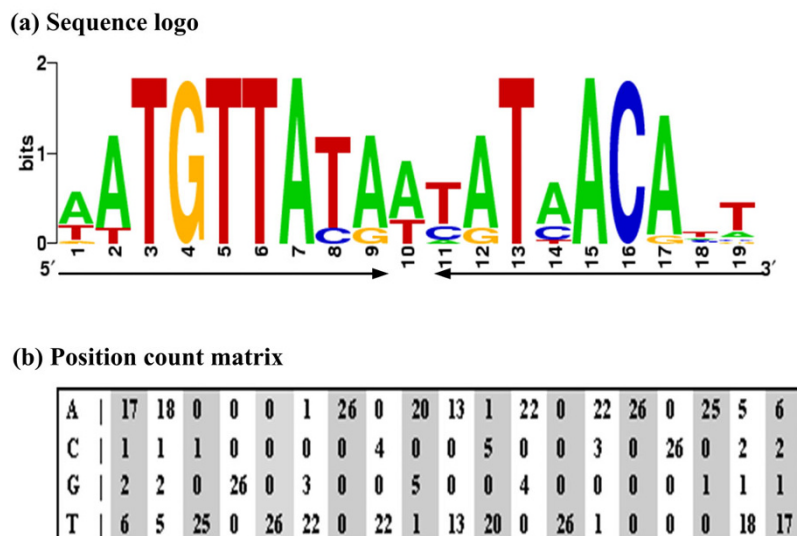 (a) Sequence logo
2
1
0
bits
A A T G T T A T A A T A T A A C A T T
T T C G T C G C G A
G A T
1 2 3 4 5 6 7 8 9 10 11 12 13 14 15 16 17 18 19
5′ 3′
(b) Position count matrix
A | 17 18 0 0 0 1 26 0 20 13 1 22 0 22 26 0 25 5 6
C | 1 1 1 0 0 0 0 4 0 0 5 0 0 3 0 26 0 2 2
G | 2 2 0 26 0 3 0 0 5 0 0 4 0 0 0 0 1 1 1
T | 6 5 25 0 26 22 0 22 1 13 20 0 26 1 0 0 0 18 17